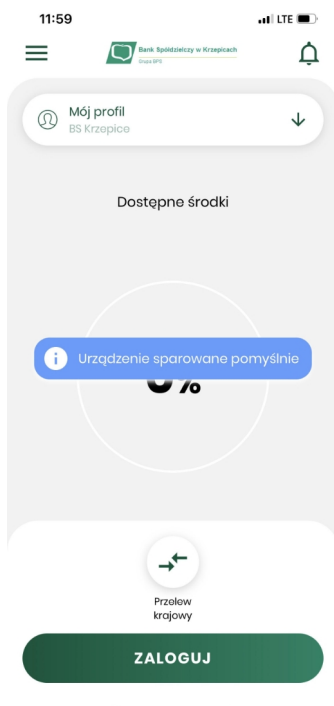 11:59
LTE
Bank Spółdzielczy w Krzepicach
Grupa BPS
Mój profil
BS Krzepice
Dostępne środki
Urządzenie sparowane pomyślnie
0%
Przelew
krajowy
ZALOGUJ